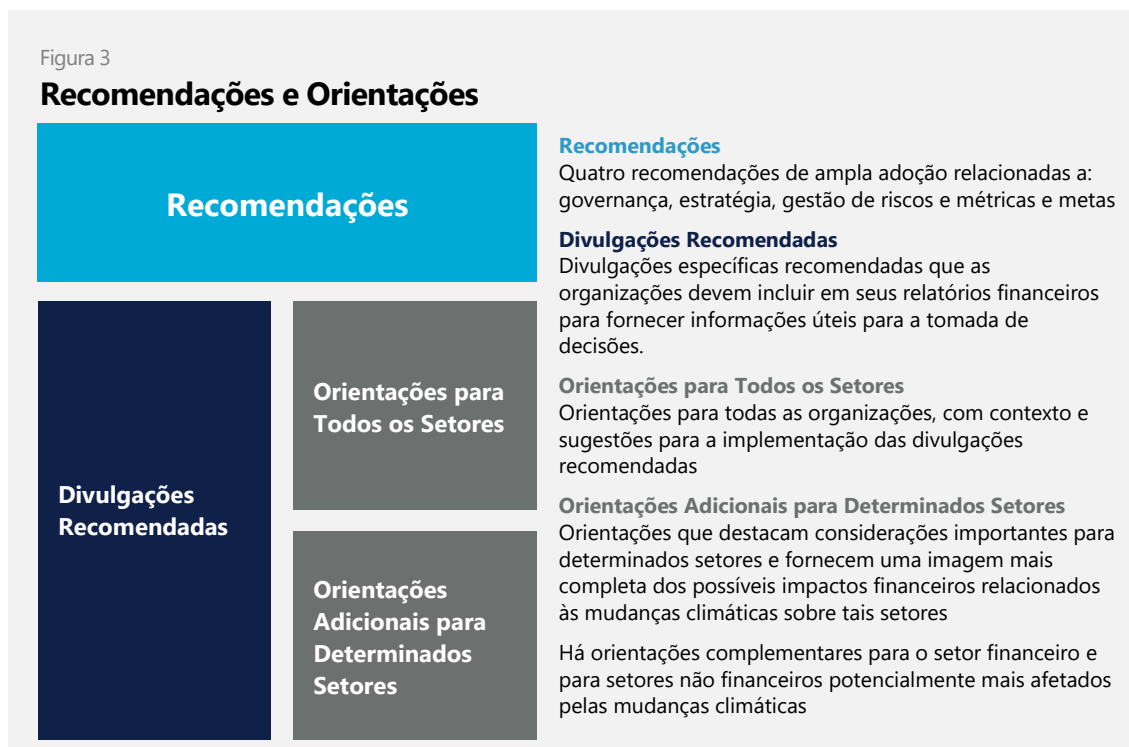 Figura 3
Recomendações e Orientações
Recomendações
Divulgações
Recomendadas
Orientações para
Todos os Setores
Orientações
Adicionais para
Determinados
Setores
Recomendações
Quatro recomendações de ampla adoção relacionadas a:
governança, estratégia, gestão de riscos e métricas e metas
Divulgações Recomendadas
Divulgações específicas recomendadas que as
organizações devem incluir em seus relatórios financeiros
para fornecer informações úteis para a tomada de
decisões.
Orientações para Todos os Setores
Orientações para todas as organizações, com contexto e
sugestões para a implementação das divulgações
recomendadas
Orientações Adicionais para Determinados Setores
Orientações que destacam considerações importantes para
determinados setores e fornecem uma imagem mais
completa dos possíveis impactos financeiros relacionados
às mudanças climáticas sobre tais setores
Há orientações complementares para o setor financeiro e
para setores não financeiros potencialmente mais afetados
pelas mudanças climáticas